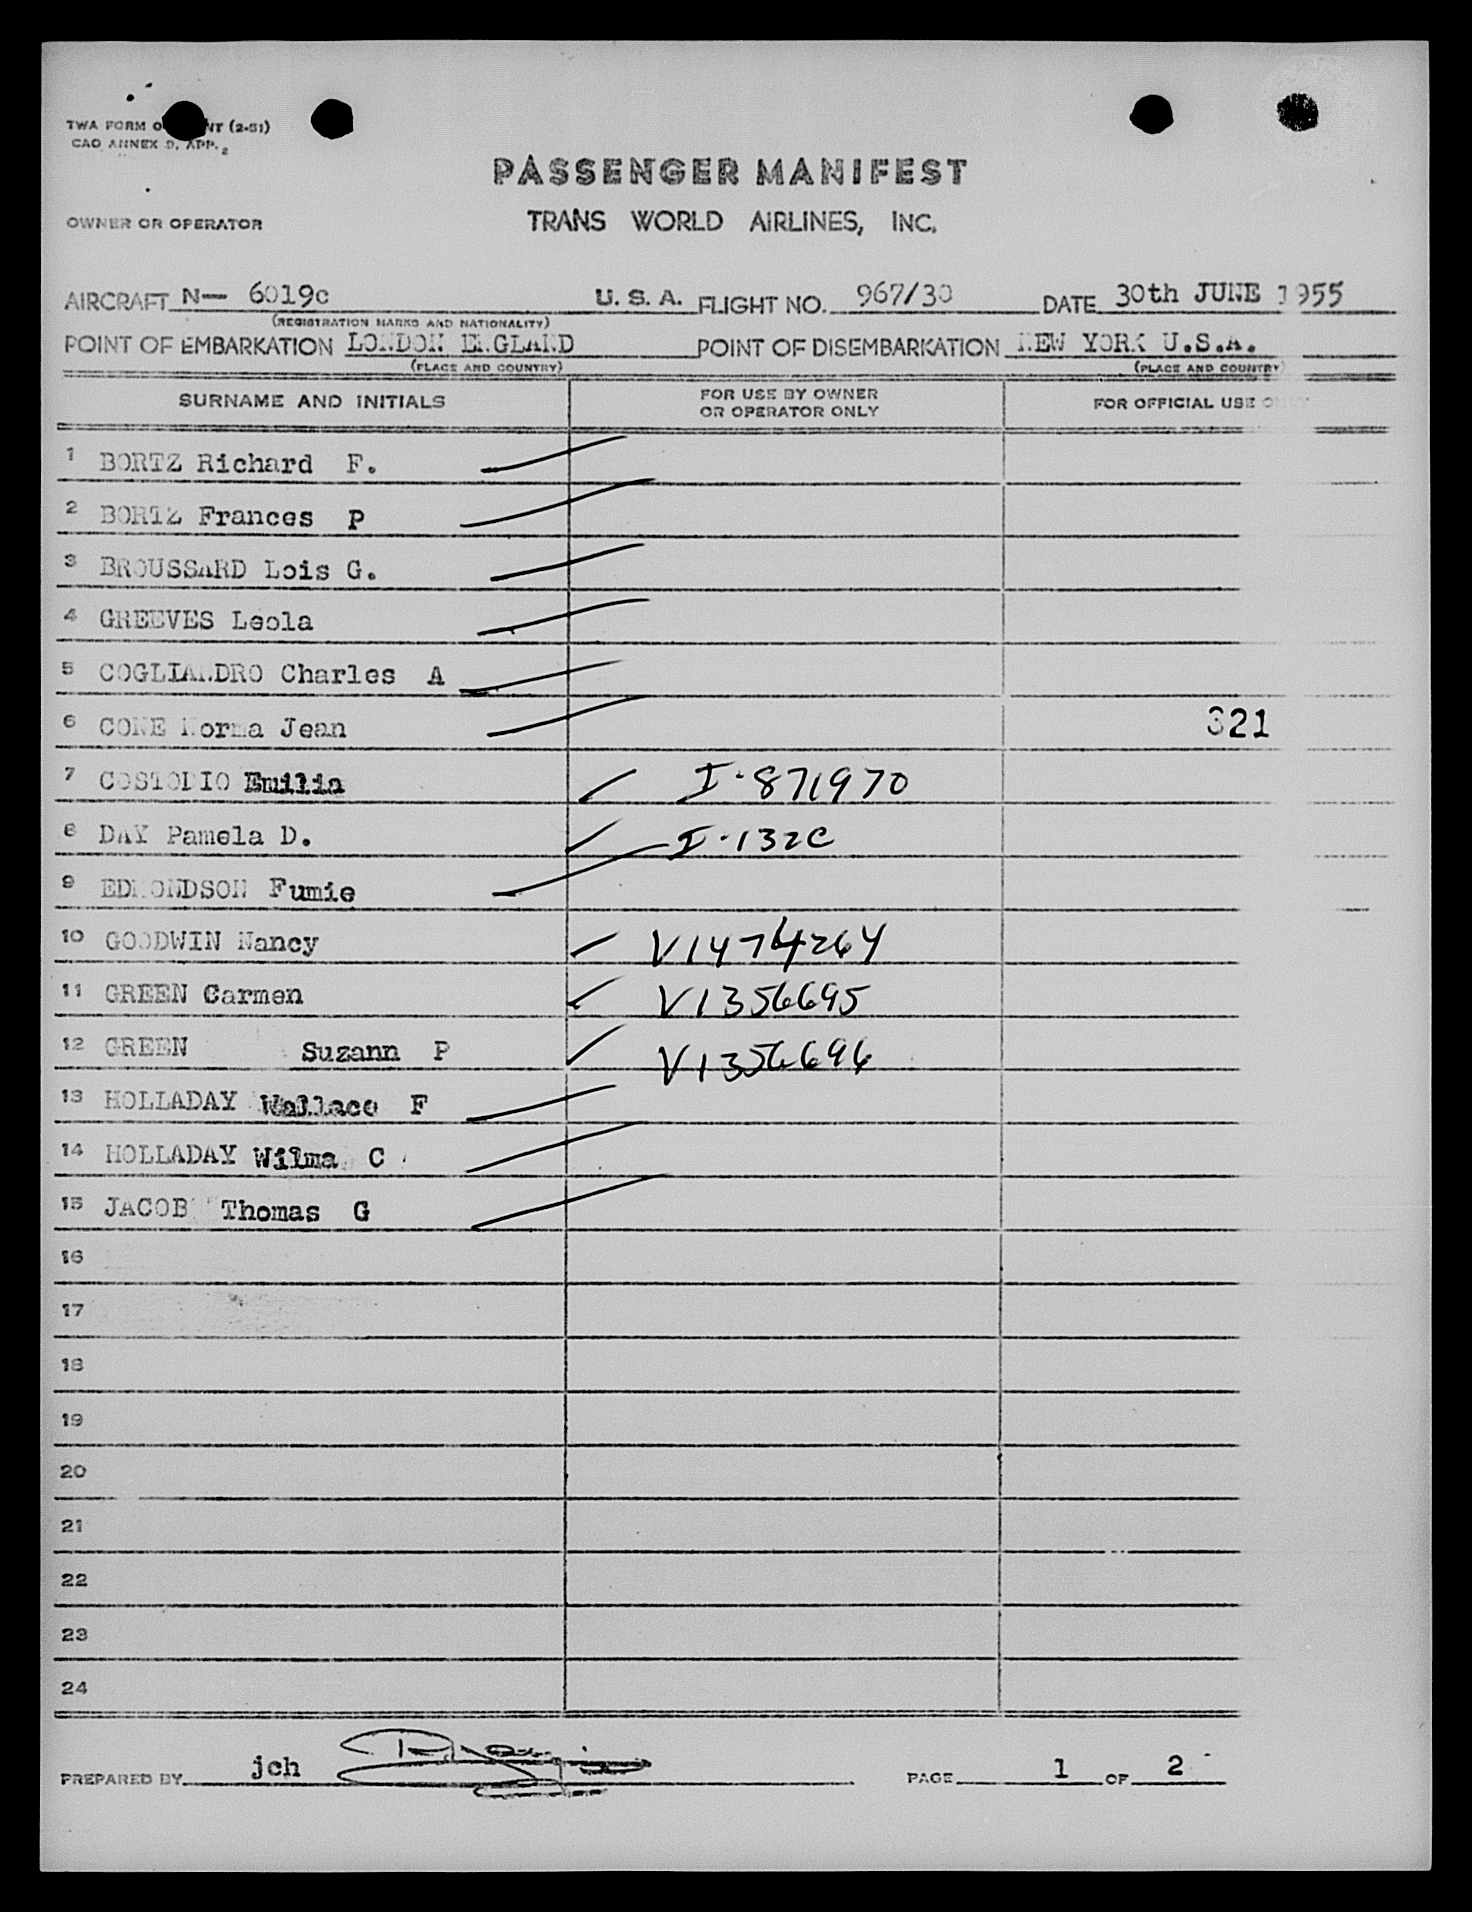 TWA FORM O NT (2-51)
CAO ANNEX D. APP. 2
PASSENGER MANIFEST
OWNER OR OPERATOR
TRANS WORLD AIRLINES, INC.
AIRCRAFT N— 6019c U. S. A. FLIGHT NO. 967/30 DATE 30th JUNE 1955
(REGISTRATION MARKS AND NATIONALITY)
POINT OF EMBARKATION LONDON ENGLAND POINT OF DISEMBARKATION NEW YORK U.S.A.
(PLACE AND COUNTRY) (PLACE AND COUNTRY)
SURNAME AND INITIALS FOR USE BY OWNER OR OPERATOR ONLY FOR OFFICIAL USE ONLY
1 BORTZ Richard F.
2 BORTZ Frances P
3 BROUSSARD Lois G.
4 GREEVES Leola
5 COGLIANDRO Charles A
6 CONE Norma Jean 321
7 COSTODIO Emilia I-871970
8 DAY Pamela D. I-132C
9 EDMONDSON Fumie
10 GOODWIN Nancy V1474264
11 GREEN Carmen V1356695
12 GREEN Suzann P V1356696
13 HOLLADAY Wallace F
14 HOLLADAY Wilma C
15 JACOB Thomas G
16
17
18
19
20
21
22
23
24
PREPARED BY jch PAGE 1 OF 2